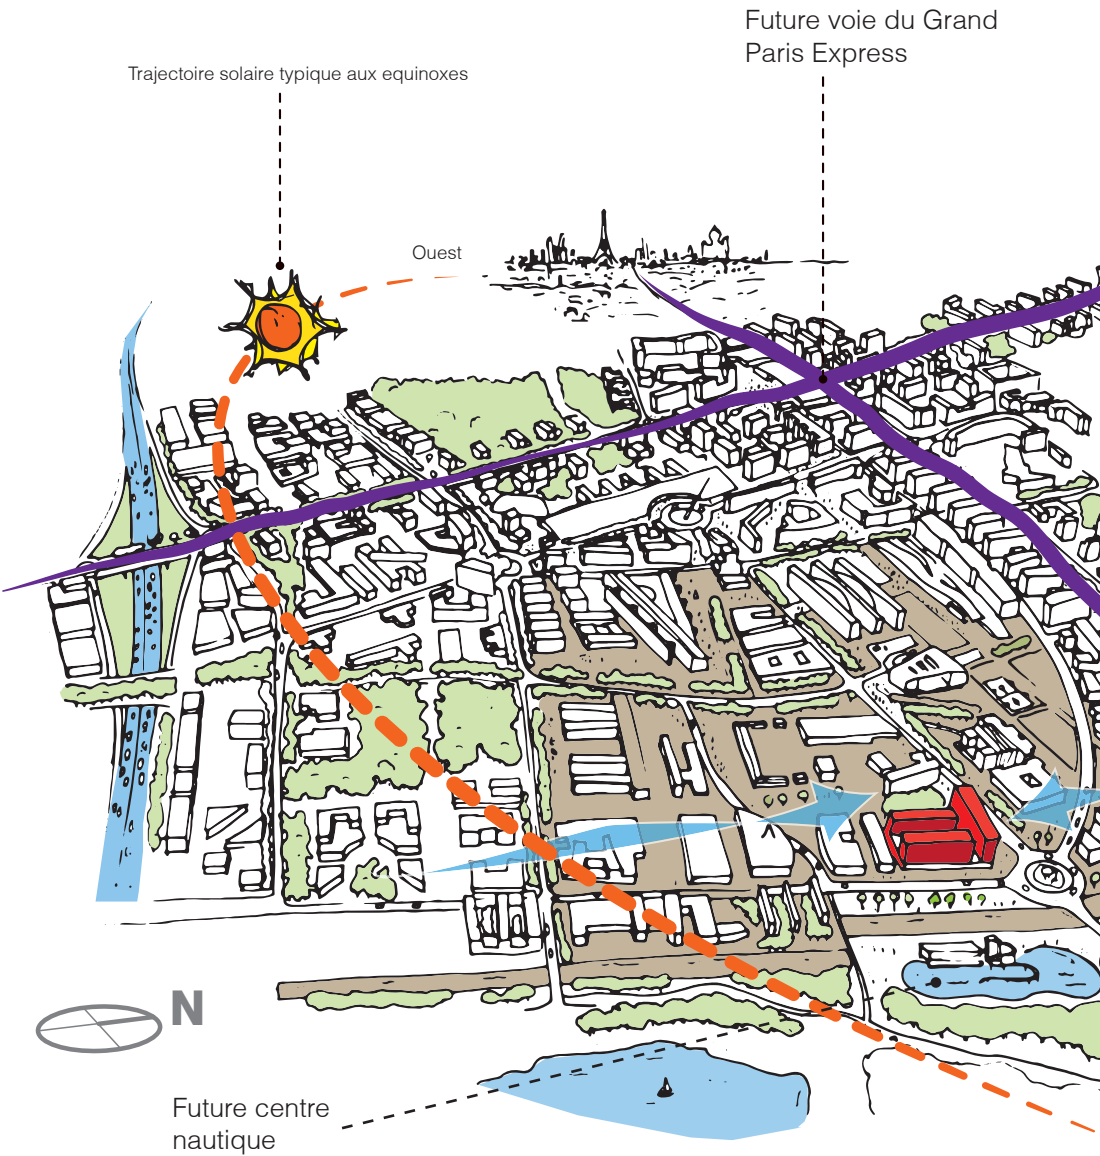 Future voie du Grand
Paris Express
Trajectoire solaire typique aux equinoxes
Ouest
N
Future centre
nautique